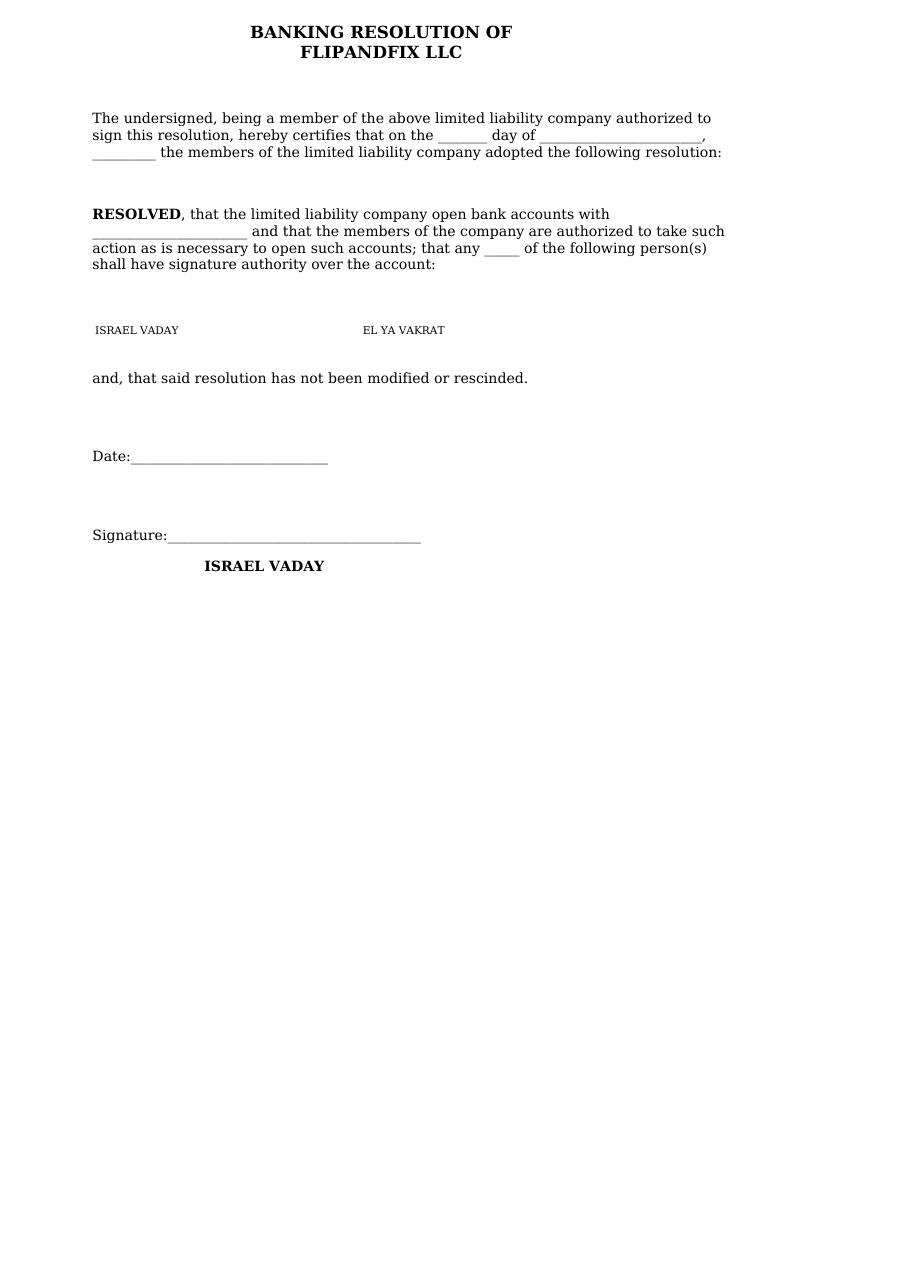 BANKING RESOLUTION OF
FLIPANDFIX LLC
The undersigned, being a member of the above limited liability company authorized to
sign this resolution, hereby certifies that on the _______ day of _______________________,
_________ the members of the limited liability company adopted the following resolution:
RESOLVED, that the limited liability company open bank accounts with
______________________ and that the members of the company are authorized to take such
action as is necessary to open such accounts; that any _____ of the following person(s)
shall have signature authority over the account:
ISRAEL VADAY EL YA VAKRAT
and, that said resolution has not been modified or rescinded.
Date:____________________________
Signature:____________________________________
ISRAEL VADAY